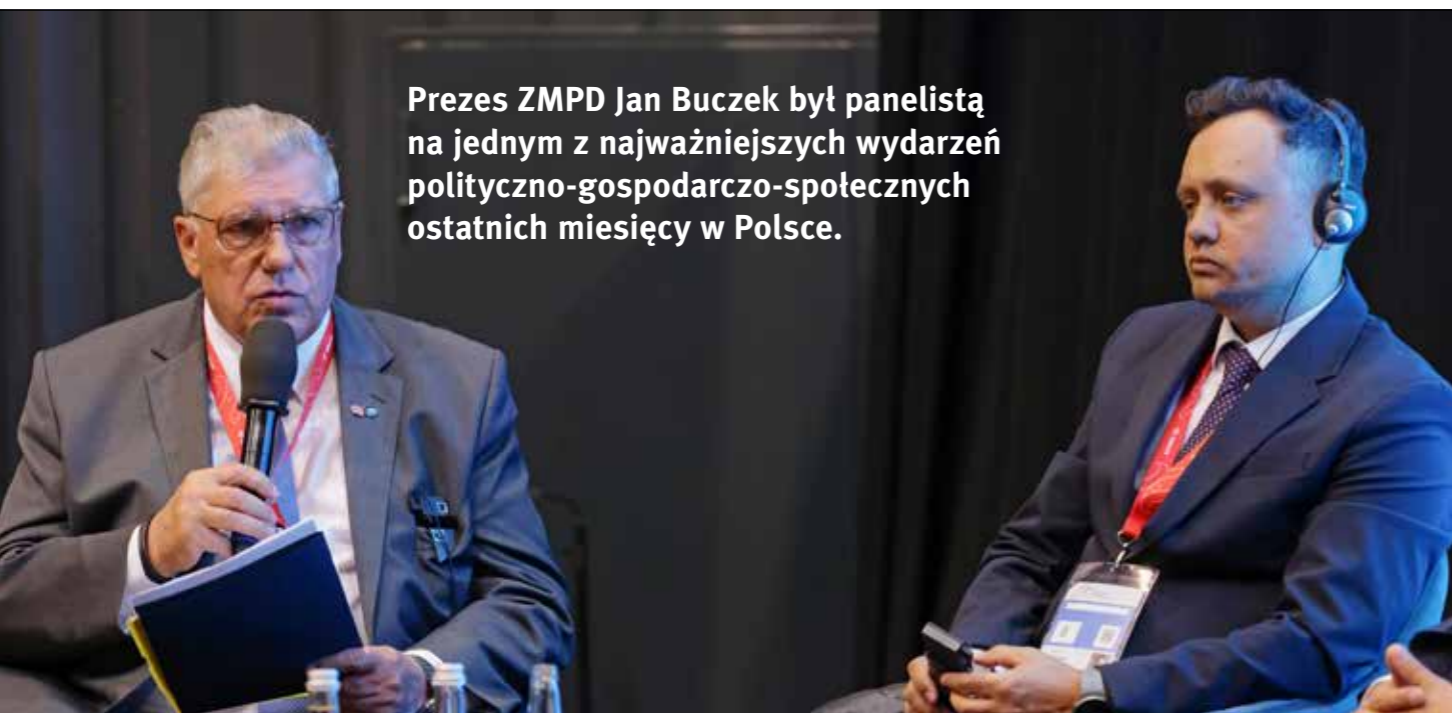 Prezes ZMPD Jan Buczek był panelistą
na jednym z najważniejszych wydarzeń
polityczno-gospodarczo-społecznych
ostatnich miesięcy w Polsce.